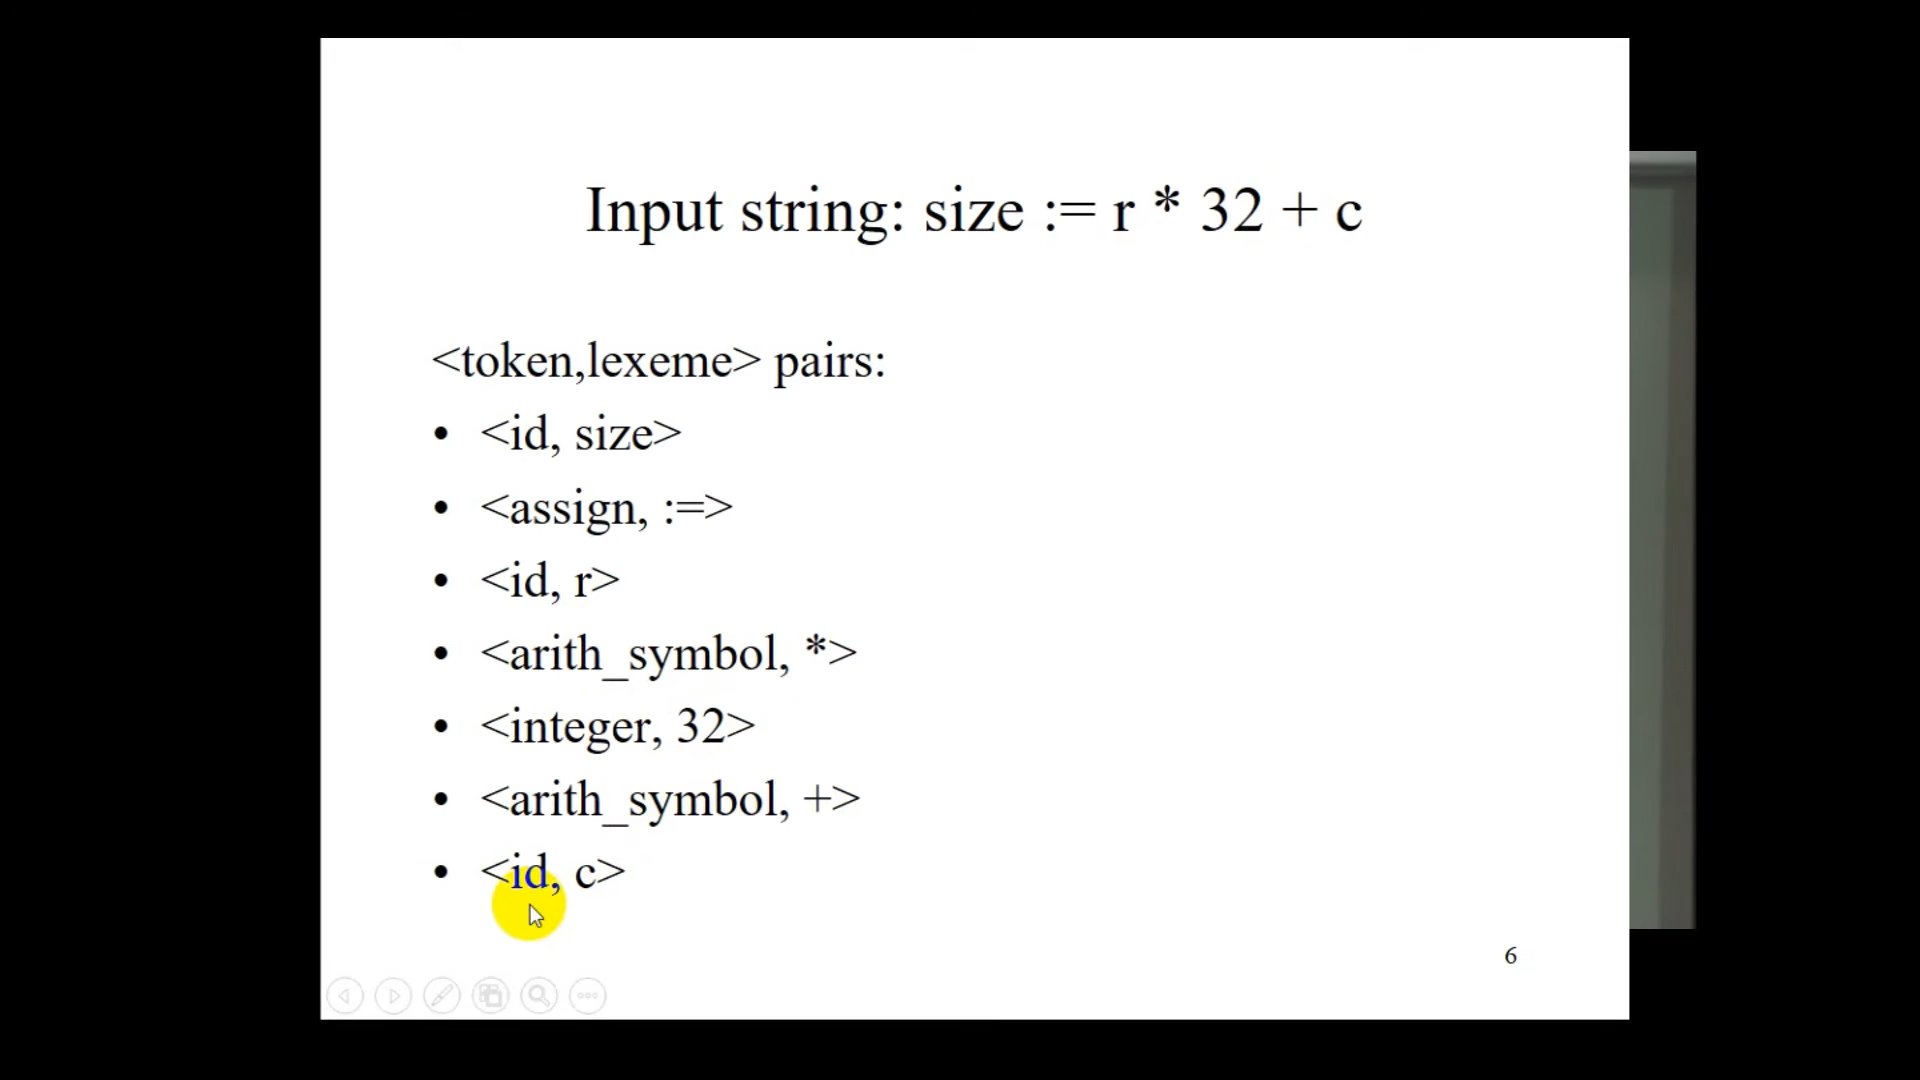 Input string: size := r * 32 + c
<token,lexeme> pairs:
• <id, size>
• <assign, :=>
• <id, r>
• <arith_symbol, *>
• <integer, 32>
• <arith_symbol, +>
• <id, c>
6